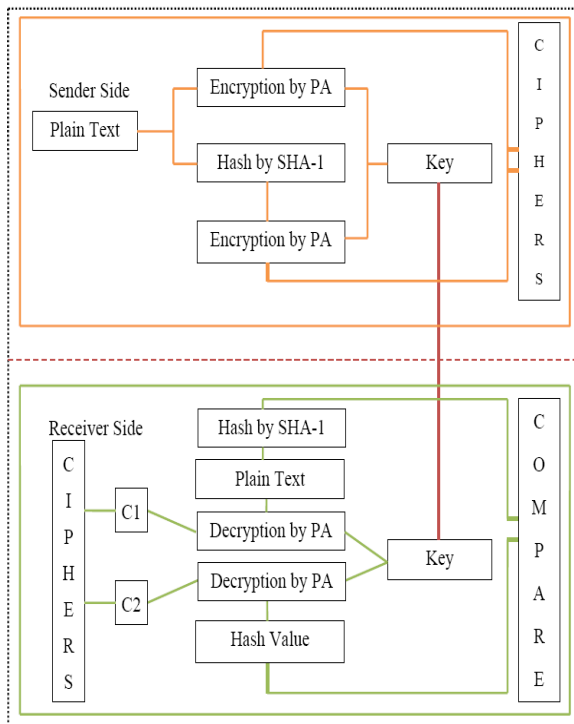 Sender Side
Plain Text
Encryption by PA
Hash by SHA-1
Encryption by PA
Key
C
I
P
H
E
R
S
Receiver Side
C
I
P
H
E
R
S
C1
C2
Hash by SHA-1
Plain Text
Decryption by PA
Decryption by PA
Hash Value
Key
C
O
M
P
A
R
E